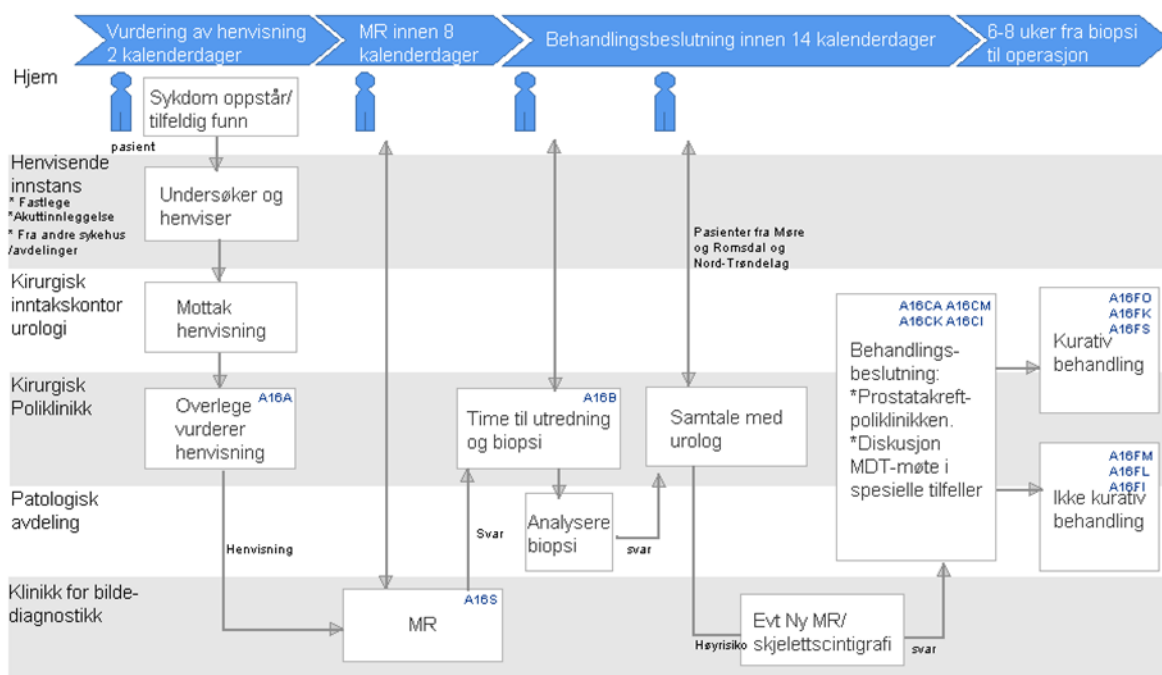 Vurdering av henvisning
2 kalenderdager
MR innen 8
kalenderdager
Behandlingsbeslutning innen 14 kalenderdager
6-8 uker fra biopsi
til operasjon
Hjem
Sykdom oppstår/
tilfeldig funn
pasient
Henvisende
innstans
* Fastlege
*Akuttinnleggelse
* Fra andre sykehus
/avdelinger
Undersøker og
henviser
Pasienter fra Møre
og Romsdal og
Nord-Trøndelag
Kirurgisk
inntakskontor
urologi
Mottak
henvisning
A16CA A16CM
A16CK A16CI
Behandlings-
beslutning:
*Prostatakreft-
poliklinikken.
*Diskusjon
MDT-møte i
spesielle tilfeller
A16FO
A16FK
A16FS
Kurativ
behandling
Kirurgisk
Poliklinikk
A16A
Overlege
vurderer
henvisning
A16B
Time til utredning
og biopsi
Samtale med
urolog
A16FM
A16FL
A16FI
Ikke kurativ
behandling
Patologisk
avdeling
Henvisning
Svar
Analysere
biopsi
svar
Klinikk for bilde-
diagnostikk
A16S
MR
Høyrisiko
Evt Ny MR/
skjelettscintigrafi
svar